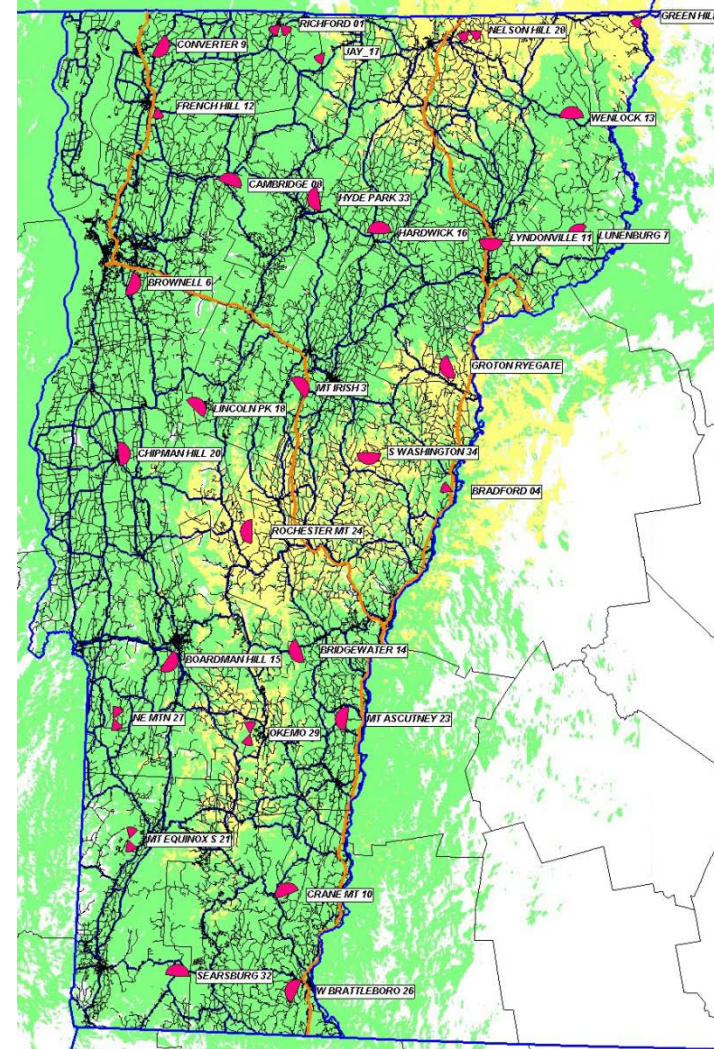 RICHFORD 01
NELSON HILL 28
GREEN HILL
CONVERTER 9
JAY_17
FRENCH HILL 12
WENLOCK 13
CAMBRIDGE 08
HYDE PARK 33
HARDWICK 16
LYNDONVILLE 11
LUNENBURG 7
BROWNELL 6
GROTON RYEGATE
MT IRISH 3
LINCOLN PK 18
CHIPMAN HILL 20
S WASHINGTON 34
BRADFORD 04
ROCHESTER MT 24
BRIDGEWATER 14
BOARDMAN HILL 15
NE MTN 27
OKEMO 29
MT ASCUTNEY 23
MT EQUINOX S 21
CRANE MT 10
SEARSBURG 32
W BRATTLEBORO 26